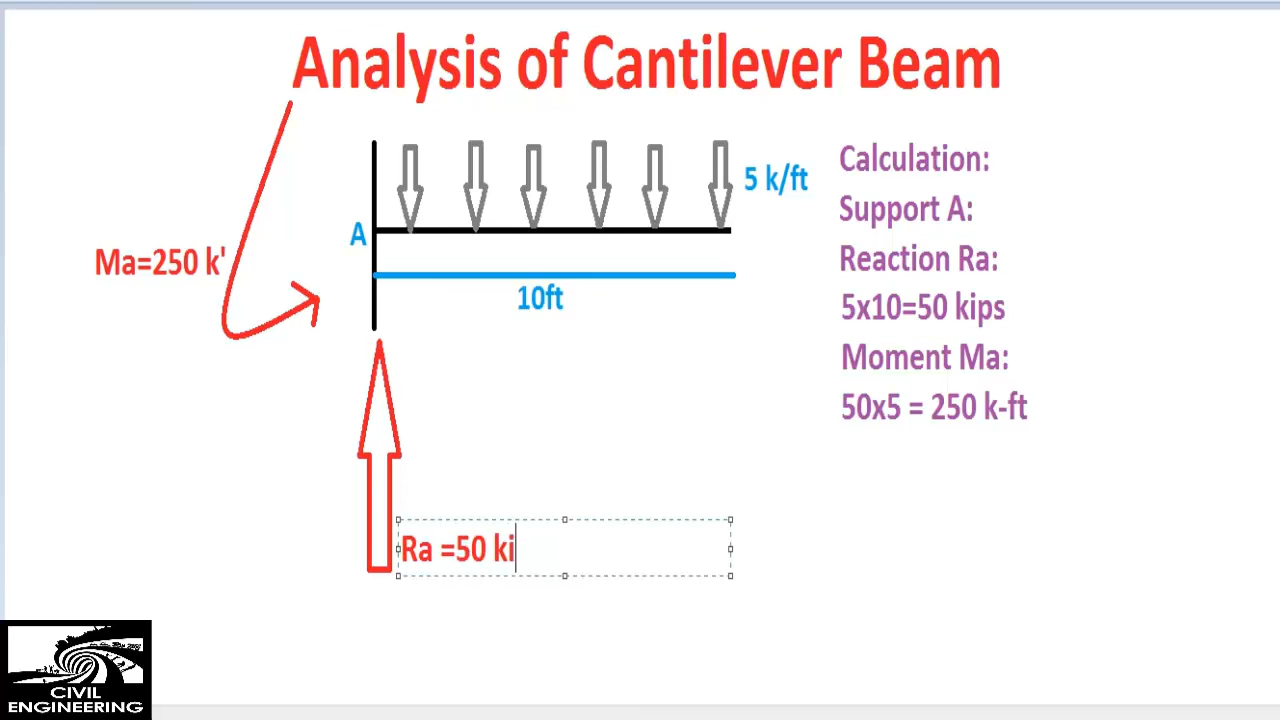 Analysis of Cantilever Beam
5 k/ft
A
Ma=250 k'
10ft
Calculation:
Support A:
Reaction Ra:
5x10=50 kips
Moment Ma:
50x5 = 250 k-ft
Ra =50 ki
CIVIL
ENGINEERING